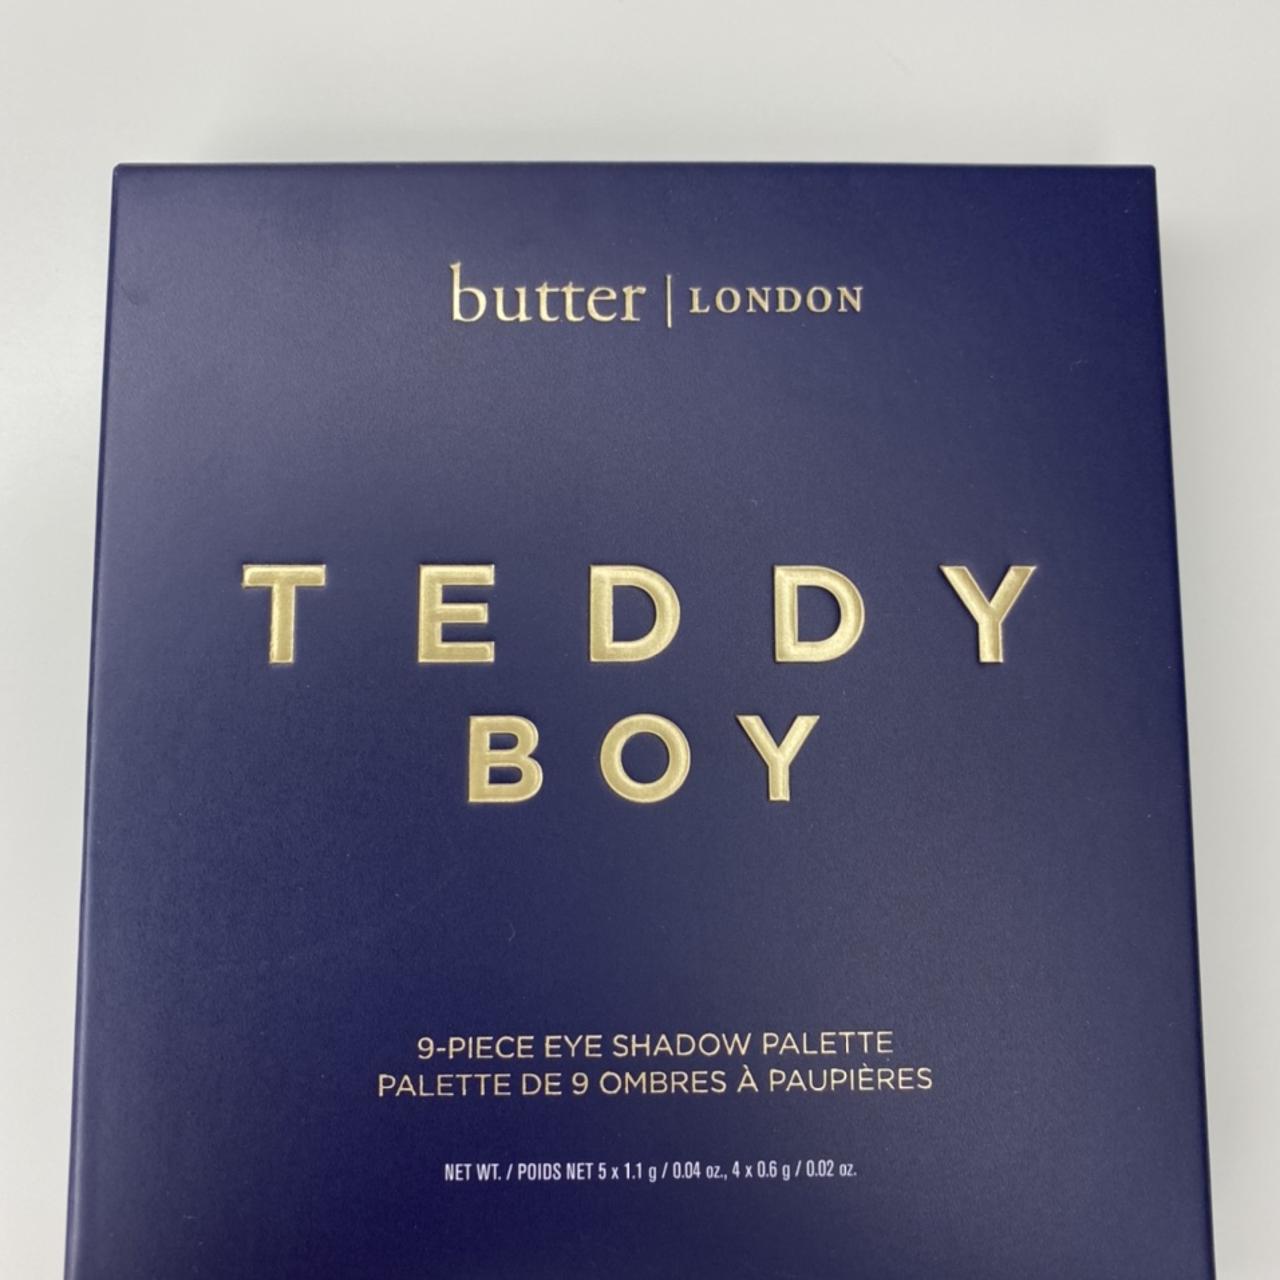 butter | LONDON
TEDDY
BOY
9-PIECE EYE SHADOW PALETTE
PALETTE DE 9 OMBRES À PAUPIÈRES
NET WT. / POIDS NET 5 x 1.1 g / 0.04 oz., 4 x 0.6 g / 0.02 oz.